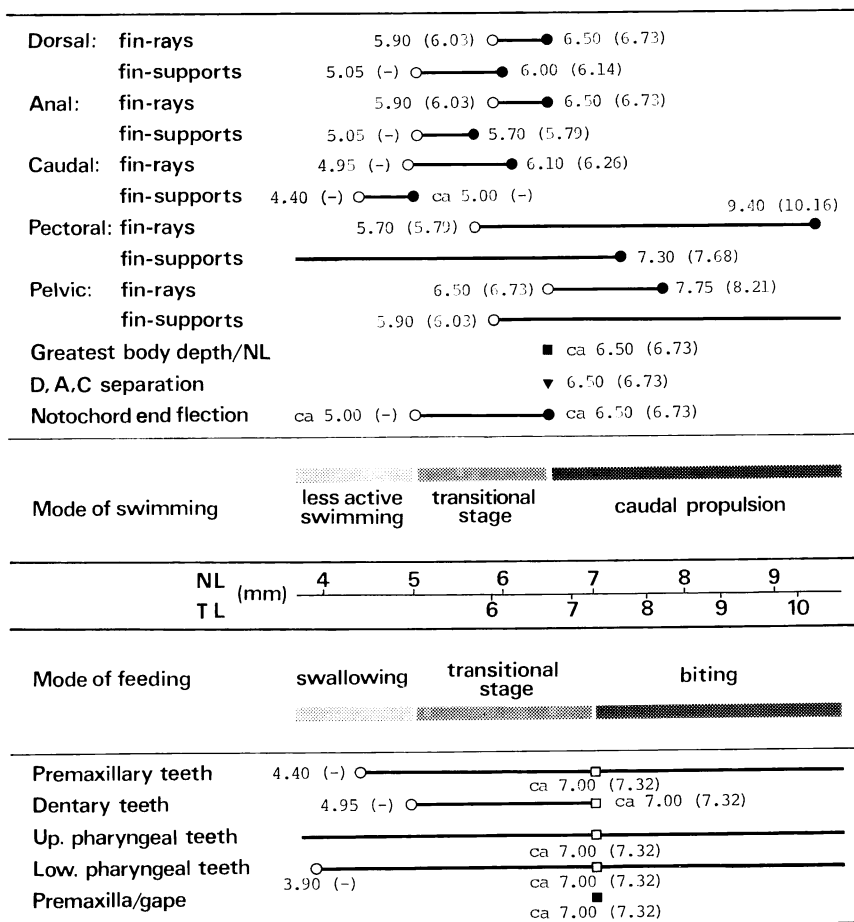 Dorsal: fin-rays 5.90 (6.03) 6.50 (6.73)
fin-supports 5.05 (-) 6.00 (6.14)
Anal: fin-rays 5.90 (6.03) 6.50 (6.73)
fin-supports 5.05 (-) 5.70 (5.79)
Caudal: fin-rays 4.95 (-) 6.10 (6.26)
fin-supports 4.40 (-) ca 5.00 (-)
9.40 (10.16)
Pectoral: fin-rays 5.70 (5.79)
fin-supports 7.30 (7.68)
Pelvic: fin-rays 6.50 (6.73) 7.75 (8.21)
fin-supports 5.90 (6.03)
Greatest body depth/NL ca 6.50 (6.73)
D, A, C separation 6.50 (6.73)
Notochord end flection ca 5.00 (-) ca 6.50 (6.73)
Mode of swimming less active swimming transitional stage caudal propulsion
NL (mm) 4 5 6 7 8 9
TL 6 7 8 9 10
Mode of feeding swallowing transitional stage biting
Premaxillary teeth 4.40 (-)
ca 7.00 (7.32)
Dentary teeth 4.95 (-) ca 7.00 (7.32)
Up. pharyngeal teeth
ca 7.00 (7.32)
Low. pharyngeal teeth
3.90 (-) ca 7.00 (7.32)
Premaxilla/gape
ca 7.00 (7.32)